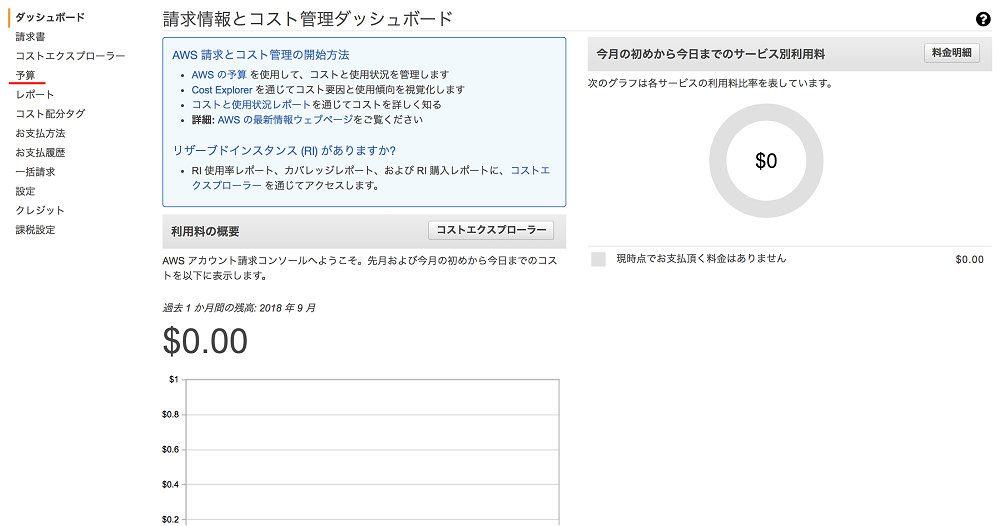 ダッシュボード
請求書
コストエクスプローラー
予算
レポート
コスト配分タグ
お支払方法
お支払履歴
一括請求
設定
クレジット
課税設定
請求情報とコスト管理ダッシュボード
?
AWS 請求とコスト管理の開始方法
• AWS の予算 を使用して、コストと使用状況を管理します
• Cost Explorer を通じてコスト要因と使用傾向を視覚化します
• コストと使用状況レポートを通じてコストを詳しく知る
• 詳細: AWS の最新情報ウェブページをご覧ください
リザーブドインスタンス (RI) がありますか?
• RI 使用率レポート、カバレッジレポート、および RI 購入レポートに、コストエ
クスプローラー を通じてアクセスします。
利用料の概要
コストエクスプローラー
AWS アカウント請求コンソールへようこそ。先月および今月の初めから今日までのコス
トを以下に表示します。
過去 1 か月間の残高: 2018 年 9 月
$0.00
$1
$0.8
$0.6
$0.4
$0.2
今月の初めから今日までのサービス別利用料
料金明細
次のグラフは各サービスの利用料比率を表しています。
$0
現時点でお支払頂く料金はありません
$0.00